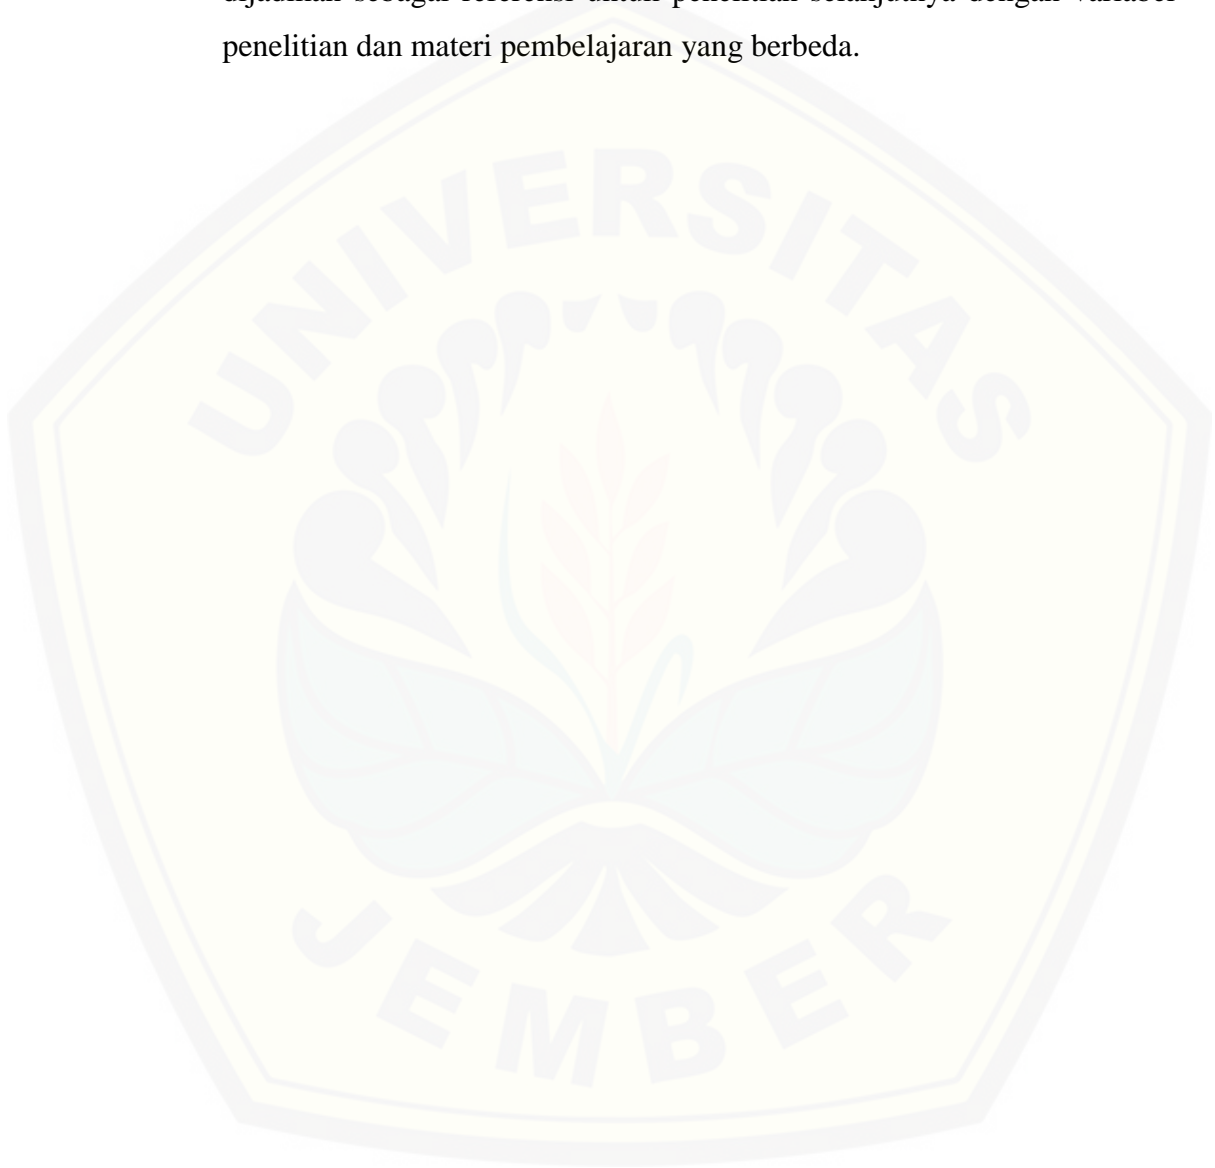 dijadikan sebagai referensi untuk penelitian selanjutnya dengan variabel
penelitian dan materi pembelajaran yang berbeda.
UNIVERSITAS
JEMBER